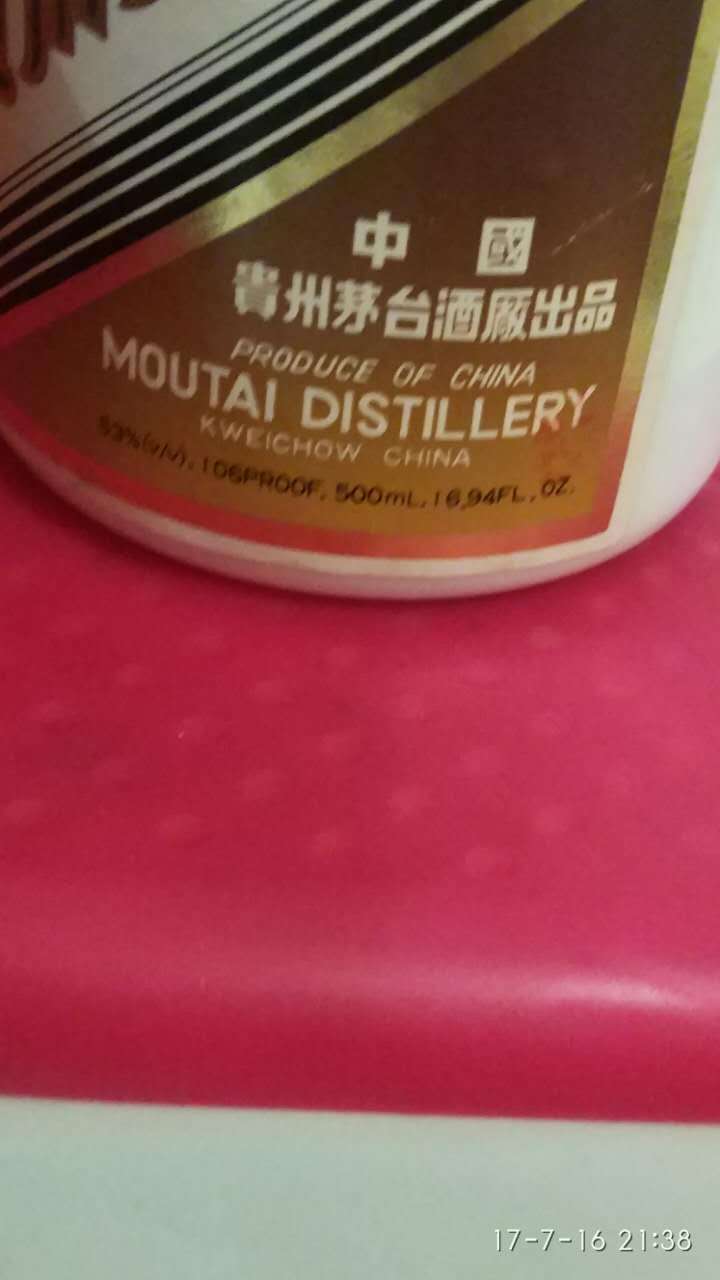 中 國
貴州茅台酒廠出品
PRODUCE OF CHINA
MOUTAI DISTILLERY
KWEICHOW CHINA
53%(V/V). 106PROOF. 500mL. 16.94FL. OZ.
17-7-16 21:38